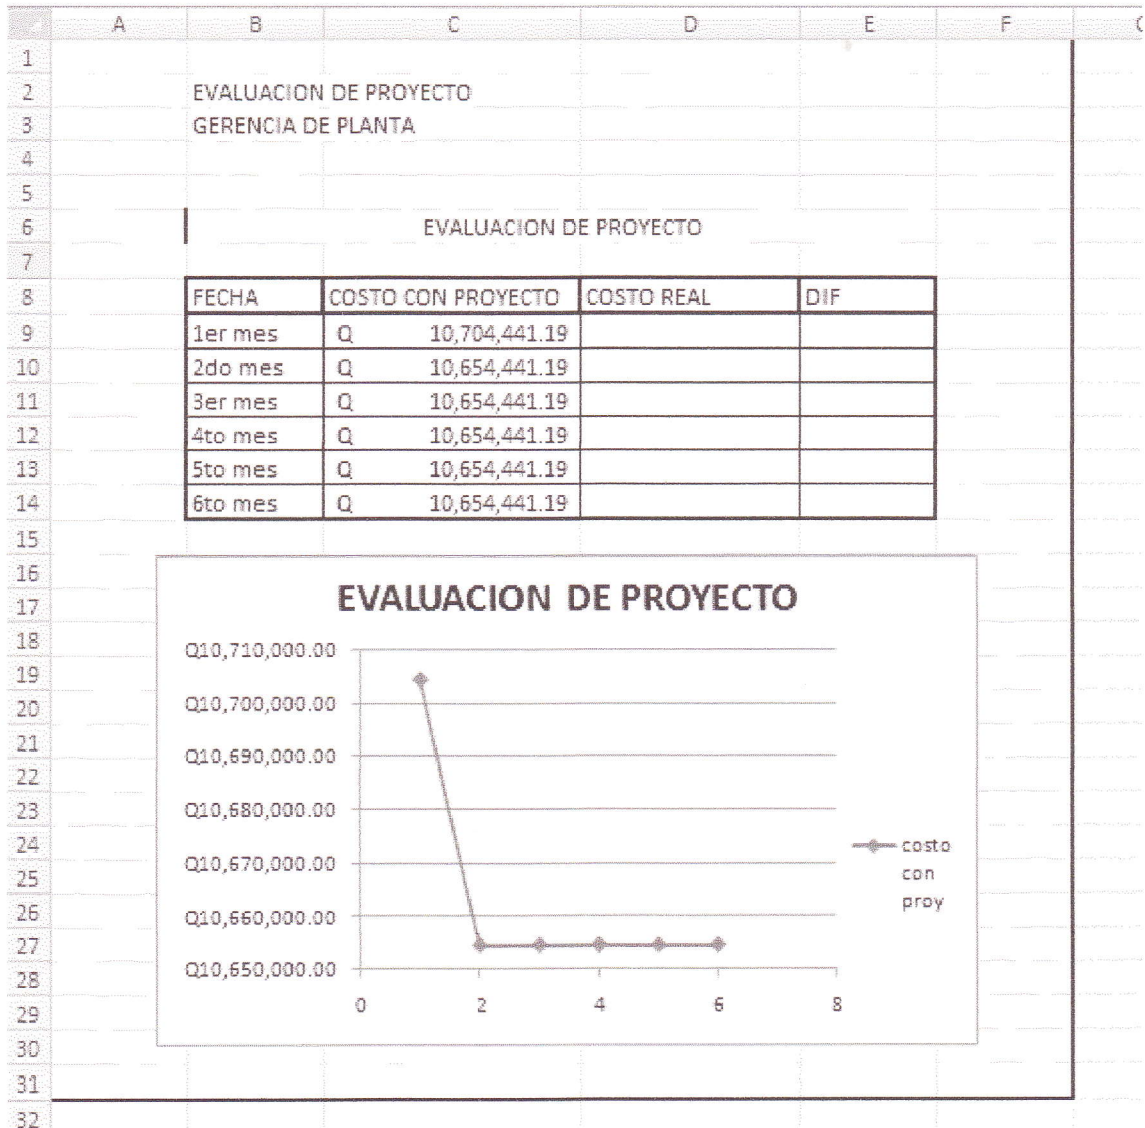 A B C D E F
1
2 EVALUACION DE PROYECTO
3 GERENCIA DE PLANTA
4
5
6 EVALUACION DE PROYECTO
7
8 FECHA COSTO CON PROYECTO COSTO REAL DIF
9 1er mes Q 10,704,441.19
10 2do mes Q 10,654,441.19
11 3er mes Q 10,654,441.19
12 4to mes Q 10,654,441.19
13 5to mes Q 10,654,441.19
14 6to mes Q 10,654,441.19
15
16
17
18
19
20
21
22
23
24
25
26
27
28
29
30
31
32
EVALUACION DE PROYECTO
Q10,710,000.00
Q10,700,000.00
Q10,690,000.00
Q10,680,000.00
Q10,670,000.00
Q10,660,000.00
Q10,650,000.00
0 2 4 6 8
costo
con
proy